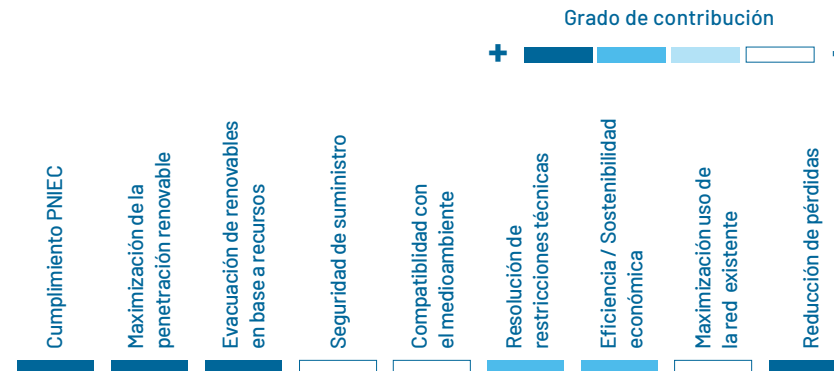 Grado de contribución
+
Cumplimiento PNIEC
Maximización de la
penetración renovable
Evacuación de renovables
en base a recursos
Seguridad de suministro
Compatiblidad con
el medioambiente
Resolución de
restricciones técnicas
Eficiencia / Sostenibilidad
económica
Maximización uso de
la red existente
Reducción de pérdidas